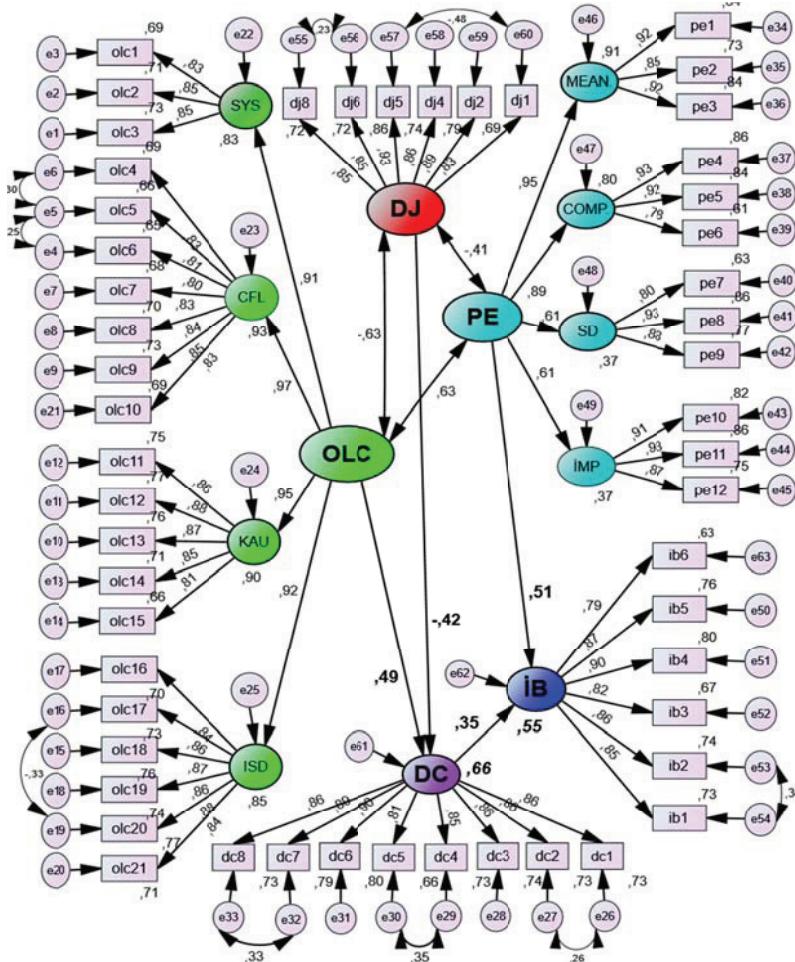 e3 olc1 ,69
e2 olc2 ,71
e1 olc3 ,73
,83
,85
,85
e22
SYS
,83
,69
e6 olc4
,66
e5 olc5
,65
e4 olc6
,68
e7 olc7
,70
e8 olc8
,73
e9 olc9
,69
e21 olc10
,25
,83
,81
,80
,83
,84
,85
,83
e23
CFL
,93
,91
,97
,75
e12 olc11
,77
e11 olc12
,76
e10 olc13
,71
olc14
,66
olc15
,86
,88
,87
,85
,81
e24
KAU
,90
,95
,92
OLC
e17 olc16
,70
e16 olc17
,73
e15 olc18
,76
e18 olc19
,74
e19 olc20
,77
e20 olc21
,71
-,33
,84
,86
,87
,86
,88
,84
e25
ISD
,85
e55 ,23 e56 e57 -,48 e58 e59 e60
dj8 dj6 dj5 dj4 dj2 dj1
,72 ,72 ,86 ,74 ,79 ,69
,85 ,85 ,93 ,86 ,89 ,83
DJ
-,63
-,41
,63
PE
,95
,89
,61
,61
e46
MEAN.
,91
,92
,85
,92
pe1 e34
,73
pe2 e35
,84
pe3 e36
e47
COMP.
,80
,93
,92
,78
,86
pe4 e37
,84
pe5 e38
,61
pe6 e39
e48
SD
,37
,80
,93
,88
,63
pe7 e40
,86
pe8 e41
,77
pe9 e42
e49
İMP
,37
,91
,93
,87
,82
pe10 e43
,86
pe11 e44
,75
pe12 e45
,51
-,42
,49
,35
e62
İB
,55
,79
,87
,90
,82
,86
,85
,63
ib6 e63
,76
ib5 e50
,80
ib4 e51
,67
ib3 e52
,74
ib2 e53
,73
ib1 e54
e61
DC
,66
,86
,81
,85
,86
,86
dc8 dc7 dc6 dc5 dc4 dc3 dc2 dc1
,73 ,79 ,80 ,66 ,73 ,74 ,73 ,73
e33 e32 e31 e30 e29 e28 e27 e26
,33 ,35 ,26